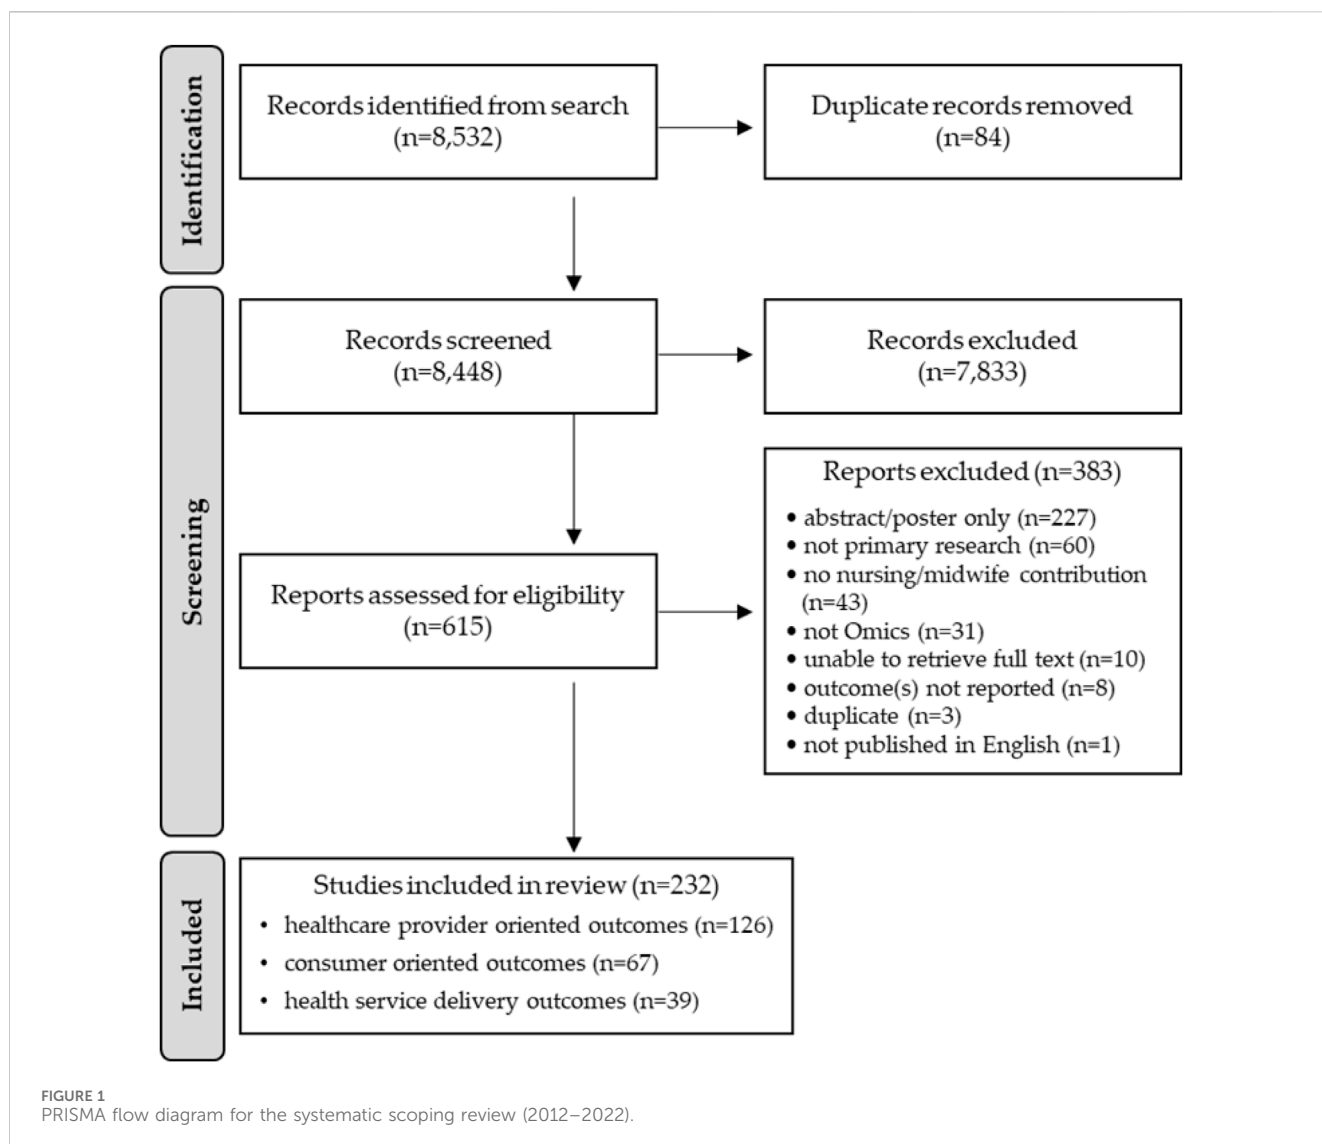 Identification
Records identified from search
(n=8,532)
Duplicate records removed
(n=84)
Screening
Records screened
(n=8,448)
Records excluded
(n=7,833)
Reports assessed for eligibility
(n=615)
Reports excluded (n=383)
• abstract/poster only (n=227)
• not primary research (n=60)
• no nursing/midwife contribution
(n=43)
• not Omics (n=31)
• unable to retrieve full text (n=10)
• outcome(s) not reported (n=8)
• duplicate (n=3)
• not published in English (n=1)
Included
Studies included in review (n=232)
• healthcare provider oriented outcomes (n=126)
• consumer oriented outcomes (n=67)
• health service delivery outcomes (n=39)
FIGURE 1
PRISMA flow diagram for the systematic scoping review (2012–2022).